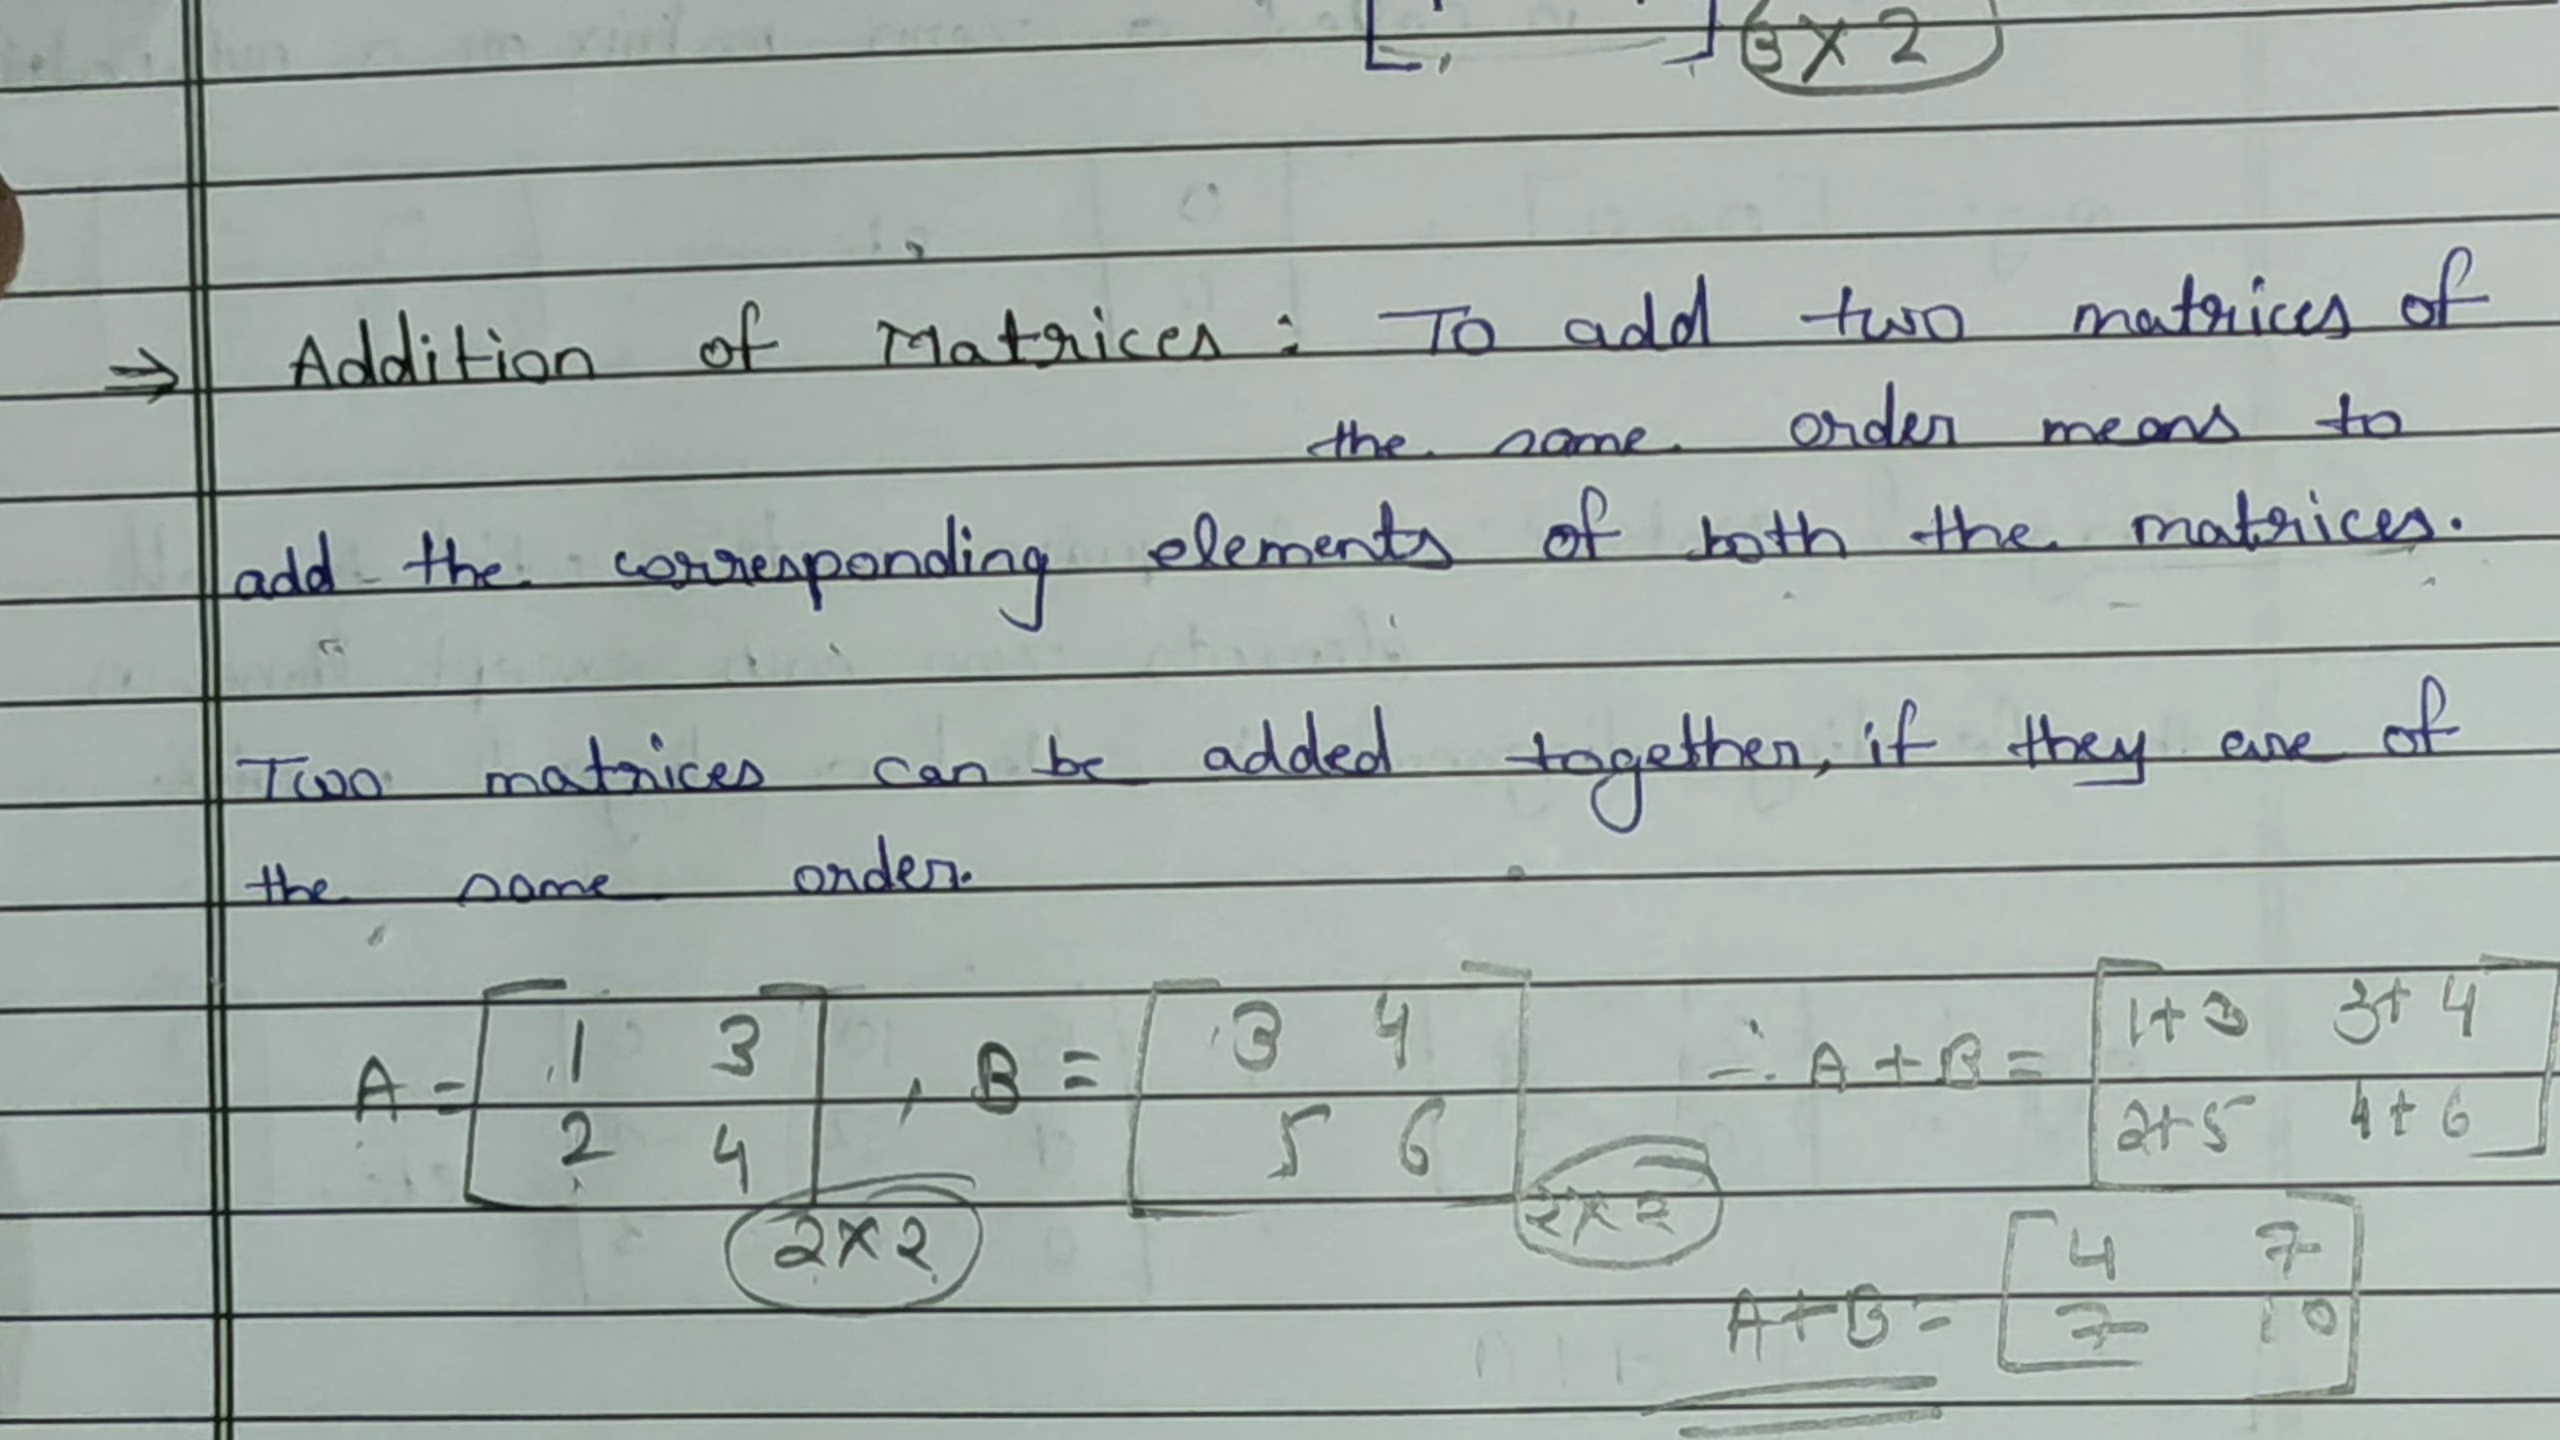 3 × 2
⇒ Addition of Matrices : To add two matrices of
the same order means to
add the corresponding elements of both the matrices.
Two matrices can be added together, if they are of
the same order.
A = [1 3 , B = [3 4 ∴ A + B = [1+3 3+4
2 4] 5 6] 2+5 4+6]
2×2 2×2
A+B = [4 7
7 10]